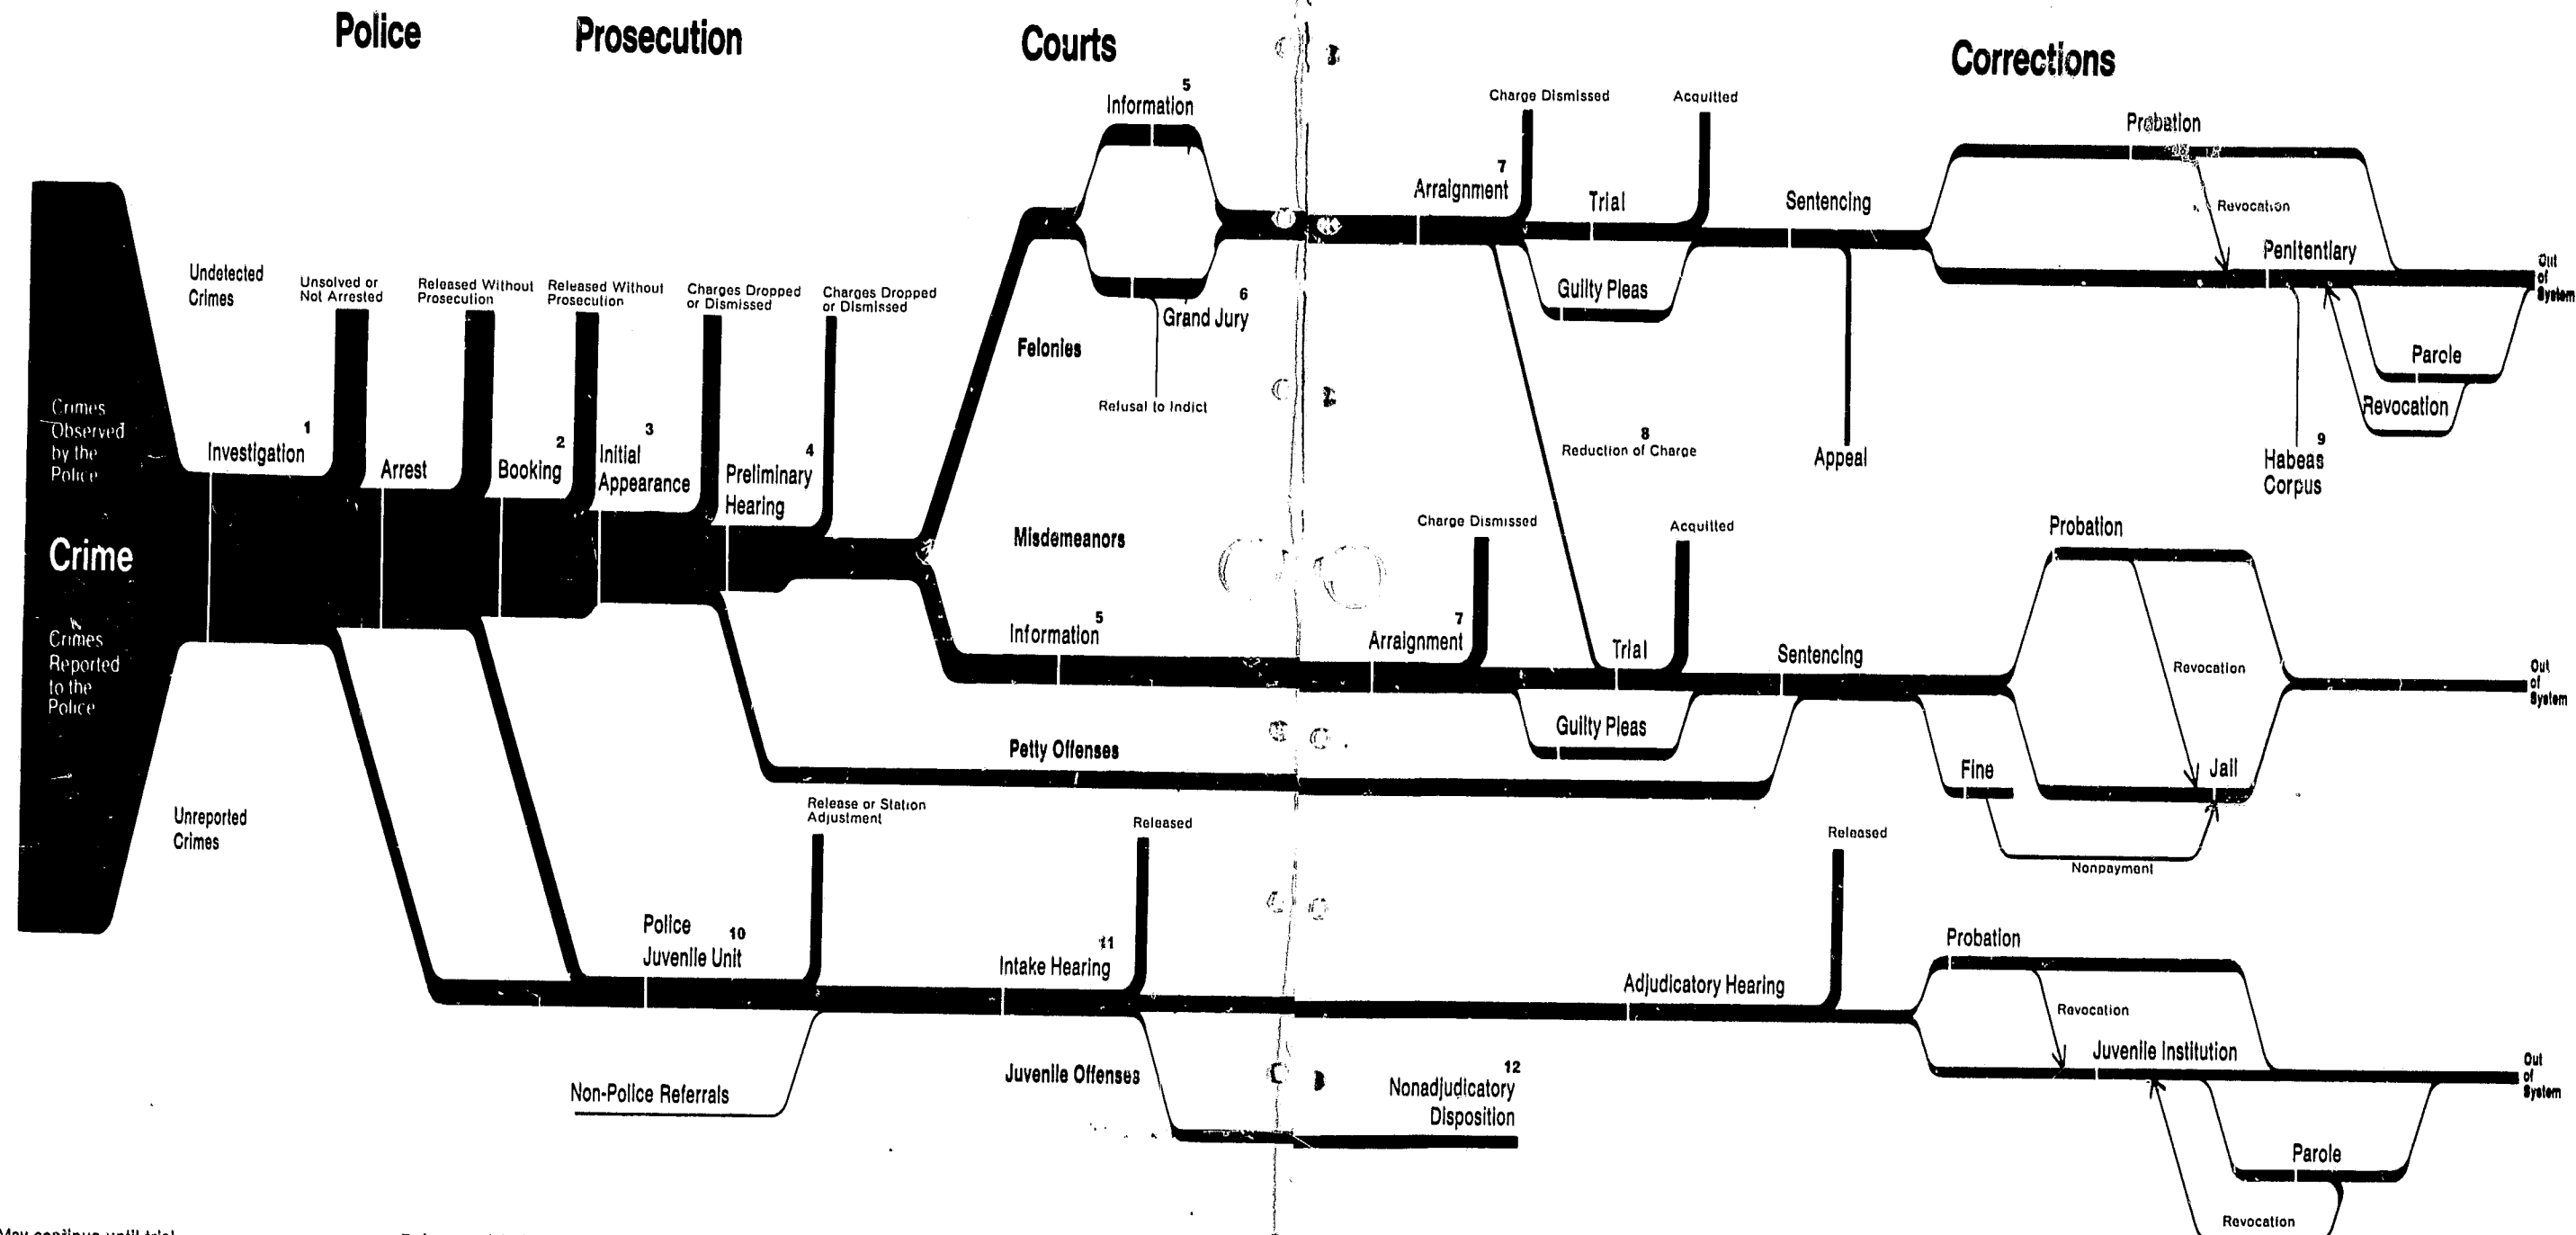 Police
Prosecution
Courts
Corrections
5
Information
Charge Dismissed
Acquitted
Probation
7
Arraignment
Trial
Sentencing
Revocation
Penitentiary
Out
of
System
Undetected
Crimes
Unsolved or
Not Arrested
Released Without
Prosecution
Released Without
Prosecution
Charges Dropped
or Dismissed
Charges Dropped
or Dismissed
6
Grand Jury
Guilty Pleas
Felonies
Parole
Refusal to Indict
Revocation
Crimes
Observed
by the
Police
1
Investigation
Arrest
2
Booking
3
Initial
Appearance
4
Preliminary
Hearing
8
Reduction of Charge
Appeal
9
Habeas
Corpus
Crime
Misdemeanors
Charge Dismissed
Acquitted
Probation
Crimes
Reported
to the
Police
5
Information
7
Arraignment
Trial
Sentencing
Revocation
Out
of
System
Petty Offenses
Guilty Pleas
Fine
Jail
Nonpayment
Unreported
Crimes
Release or Station
Adjustment
Released
Released
Police
Juvenile Unit
10
11
Intake Hearing
Adjudicatory Hearing
Probation
Revocation
Juvenile Institution
Out
of
System
Non-Police Referrals
Juvenile Offenses
12
Nonadjudicatory
Disposition
Parole
Revocation
May continue until trial